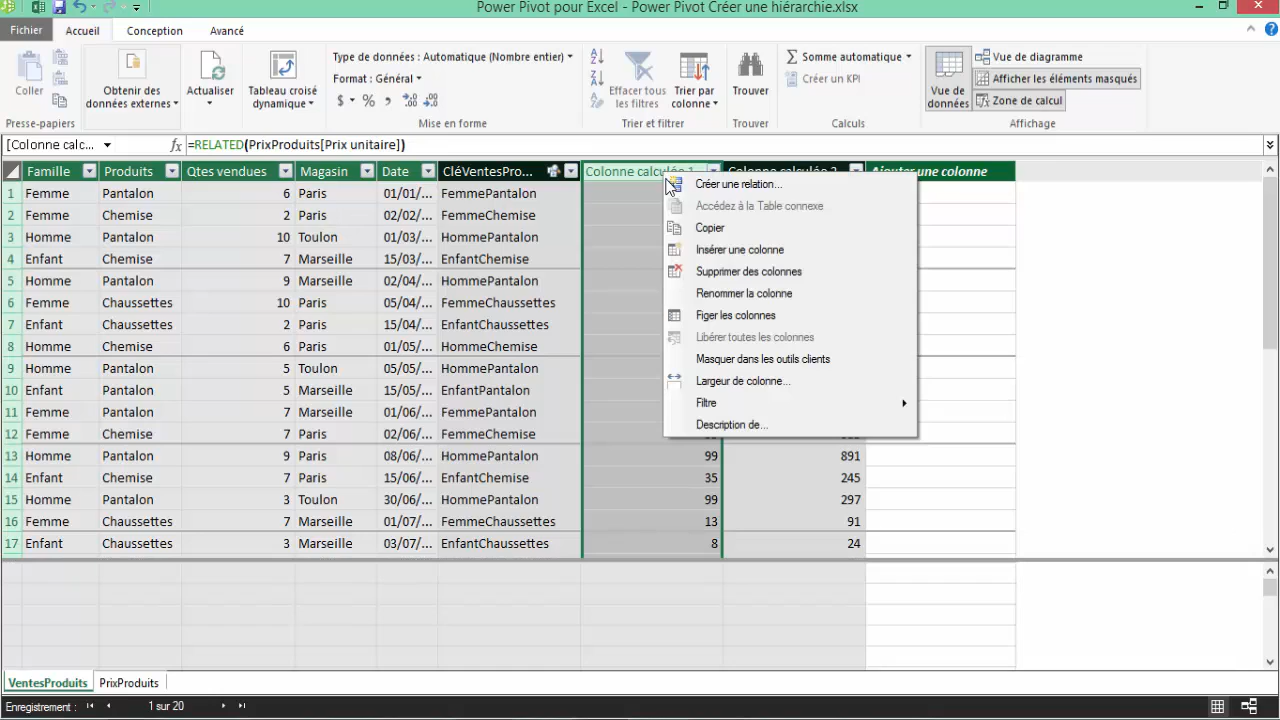 Power Pivot pour Excel - Power Pivot Créer une hiérarchie.xlsx
Fichier Accueil Conception Avancé
Coller
Presse-papiers
Obtenir des données externes
Actualiser
Tableau croisé dynamique
Type de données : Automatique (Nombre entier)
Format : Général
$ % ,
Mise en forme
Effacer tous les filtres
Trier par colonne
Trier et filtrer
Trouver
Trouver
Somme automatique
Créer un KPI
Calculs
Vue de données
Vue de diagramme
Afficher les éléments masqués
Zone de calcul
Affichage
[Colonne calc... fx =RELATED(PrixProduits[Prix unitaire])
Famille Produits Qtes vendues Magasin Date CléVentesPro... Colonne calculée 1 Colonne calculée 2 Ajouter une colonne
1 Femme Pantalon 6 Paris 01/01/... FemmePantalon
2 Femme Chemise 2 Paris 02/02/... FemmeChemise
3 Homme Pantalon 10 Toulon 01/03/... HommePantalon
4 Enfant Chemise 7 Marseille 15/03/... EnfantChemise
5 Homme Pantalon 9 Marseille 02/04/... HommePantalon
6 Femme Chaussettes 10 Paris 05/04/... FemmeChaussettes
7 Enfant Chaussettes 2 Paris 15/04/... EnfantChaussettes
8 Homme Chemise 6 Paris 01/05/... HommeChemise
9 Homme Pantalon 5 Toulon 05/05/... HommePantalon
10 Enfant Pantalon 5 Marseille 15/05/... EnfantPantalon
11 Femme Pantalon 7 Marseille 01/06/... FemmePantalon
12 Femme Chemise 7 Paris 02/06/... FemmeChemise
13 Homme Pantalon 9 Paris 08/06/... HommePantalon 99 891
14 Enfant Chemise 7 Paris 15/06/... EnfantChemise 35 245
15 Homme Pantalon 3 Toulon 30/06/... HommePantalon 99 297
16 Femme Chaussettes 7 Marseille 01/07/... FemmeChaussettes 13 91
17 Enfant Chaussettes 3 Marseille 03/07/... EnfantChaussettes 8 24
Créer une relation...
Accédez à la Table connexe
Copier
Insérer une colonne
Supprimer des colonnes
Renommer la colonne
Figer les colonnes
Libérer toutes les colonnes
Masquer dans les outils clients
Largeur de colonne...
Filtre
Description de...
VentesProduits PrixProduits
Enregistrement : 1 sur 20